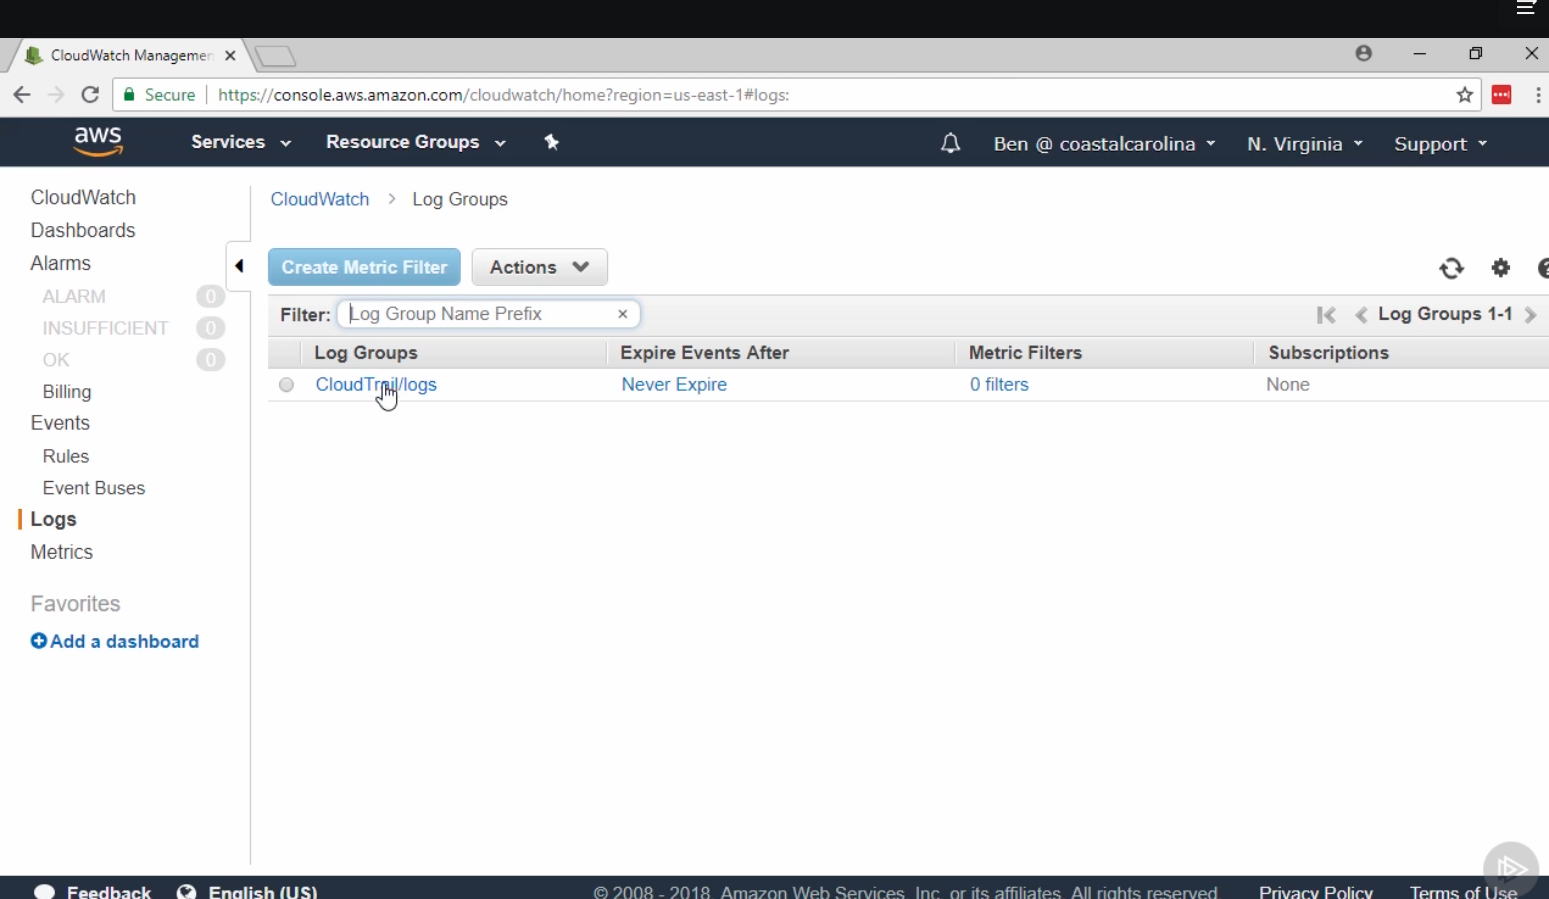 CloudWatch Managemen
Secure https://console.aws.amazon.com/cloudwatch/home?region=us-east-1#logs:
aws Services Resource Groups Ben @ coastalcarolina N. Virginia Support
CloudWatch
Dashboards
Alarms
ALARM 0
INSUFFICIENT 0
OK 0
Billing
Events
Rules
Event Buses
Logs
Metrics
Favorites
Add a dashboard
CloudWatch > Log Groups
Create Metric Filter Actions
Filter: Log Group Name Prefix × Log Groups 1-1
Log Groups Expire Events After Metric Filters Subscriptions
CloudTrail/logs Never Expire 0 filters None
Feedback English (US) © 2008 - 2018, Amazon Web Services, Inc. or its affiliates. All rights reserved. Privacy Policy Terms of Use